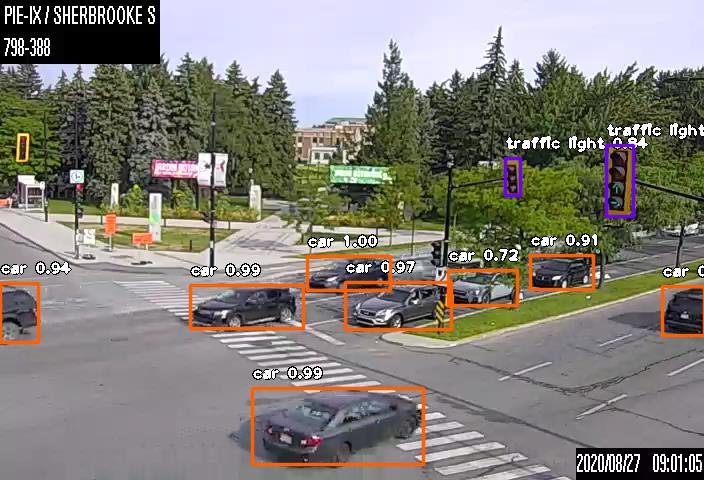 PIE-IX / SHERBROOKE S
798-388
traffic light
traffic light 0.84
car 1.00
car 0.94
car 0.99
0.97
car 0.72
car 0.91
car 0
car 0.99
2020/08/27 09:01:05